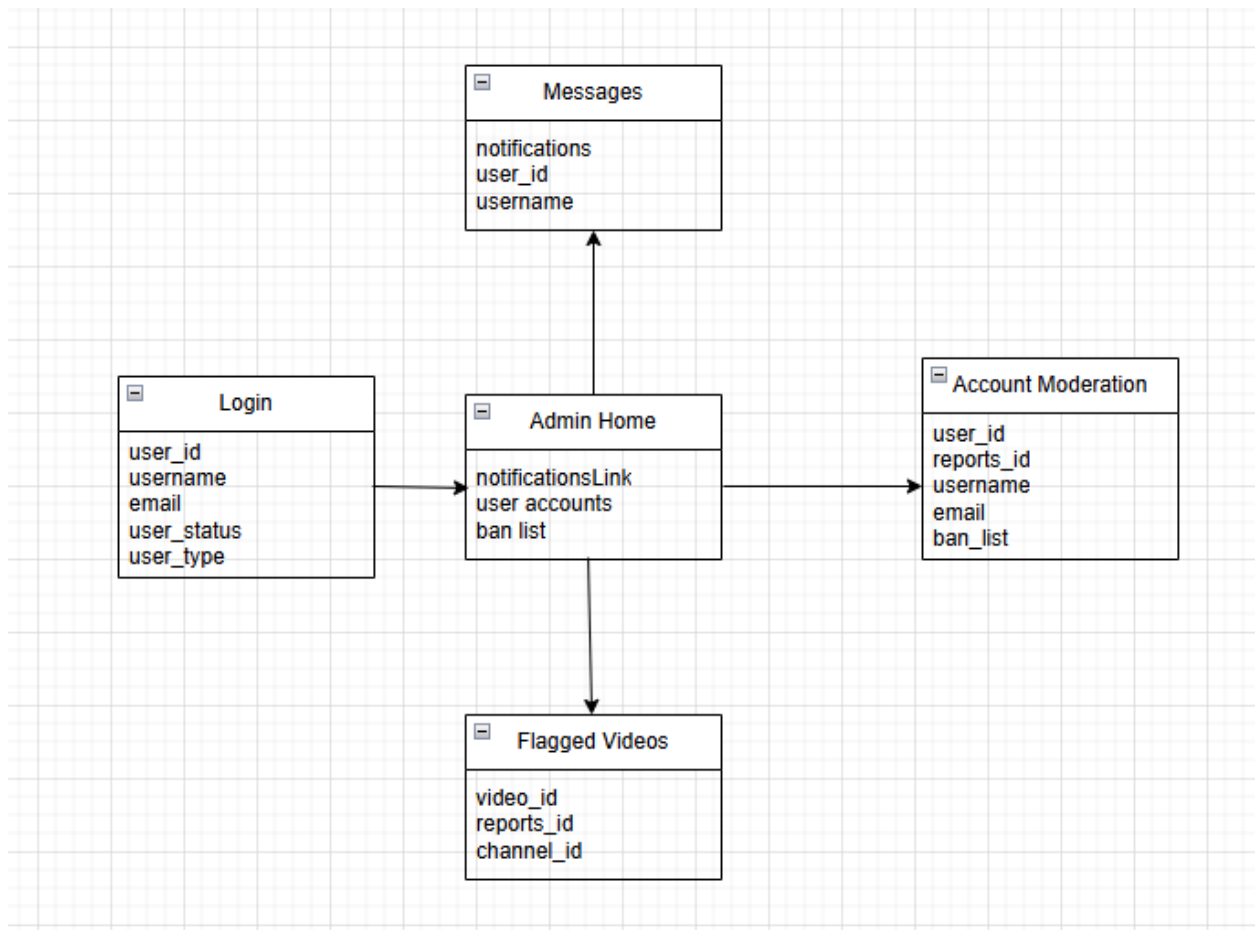 Messages
notifications
user_id
username
Login
user_id
username
email
user_status
user_type
Admin Home
notificationsLink
user accounts
ban list
Account Moderation
user_id
reports_id
username
email
ban_list
Flagged Videos
video_id
reports_id
channel_id